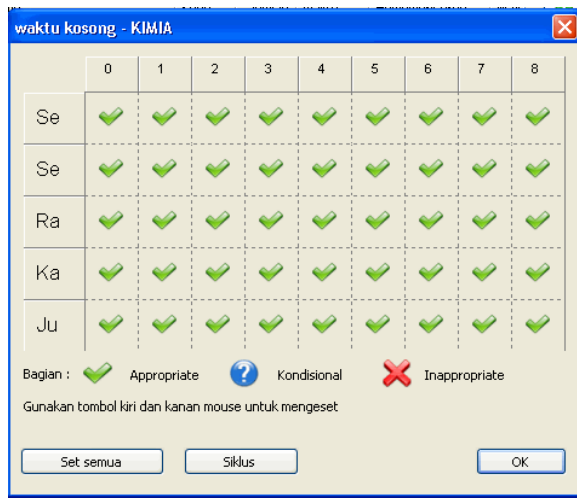 waktu kosong - KIMIA
0 1 2 3 4 5 6 7 8
Se
Se
Ra
Ka
Ju
Bagian : Appropriate Kondisional Inappropriate
Gunakan tombol kiri dan kanan mouse untuk mengeset
Set semua Siklus OK